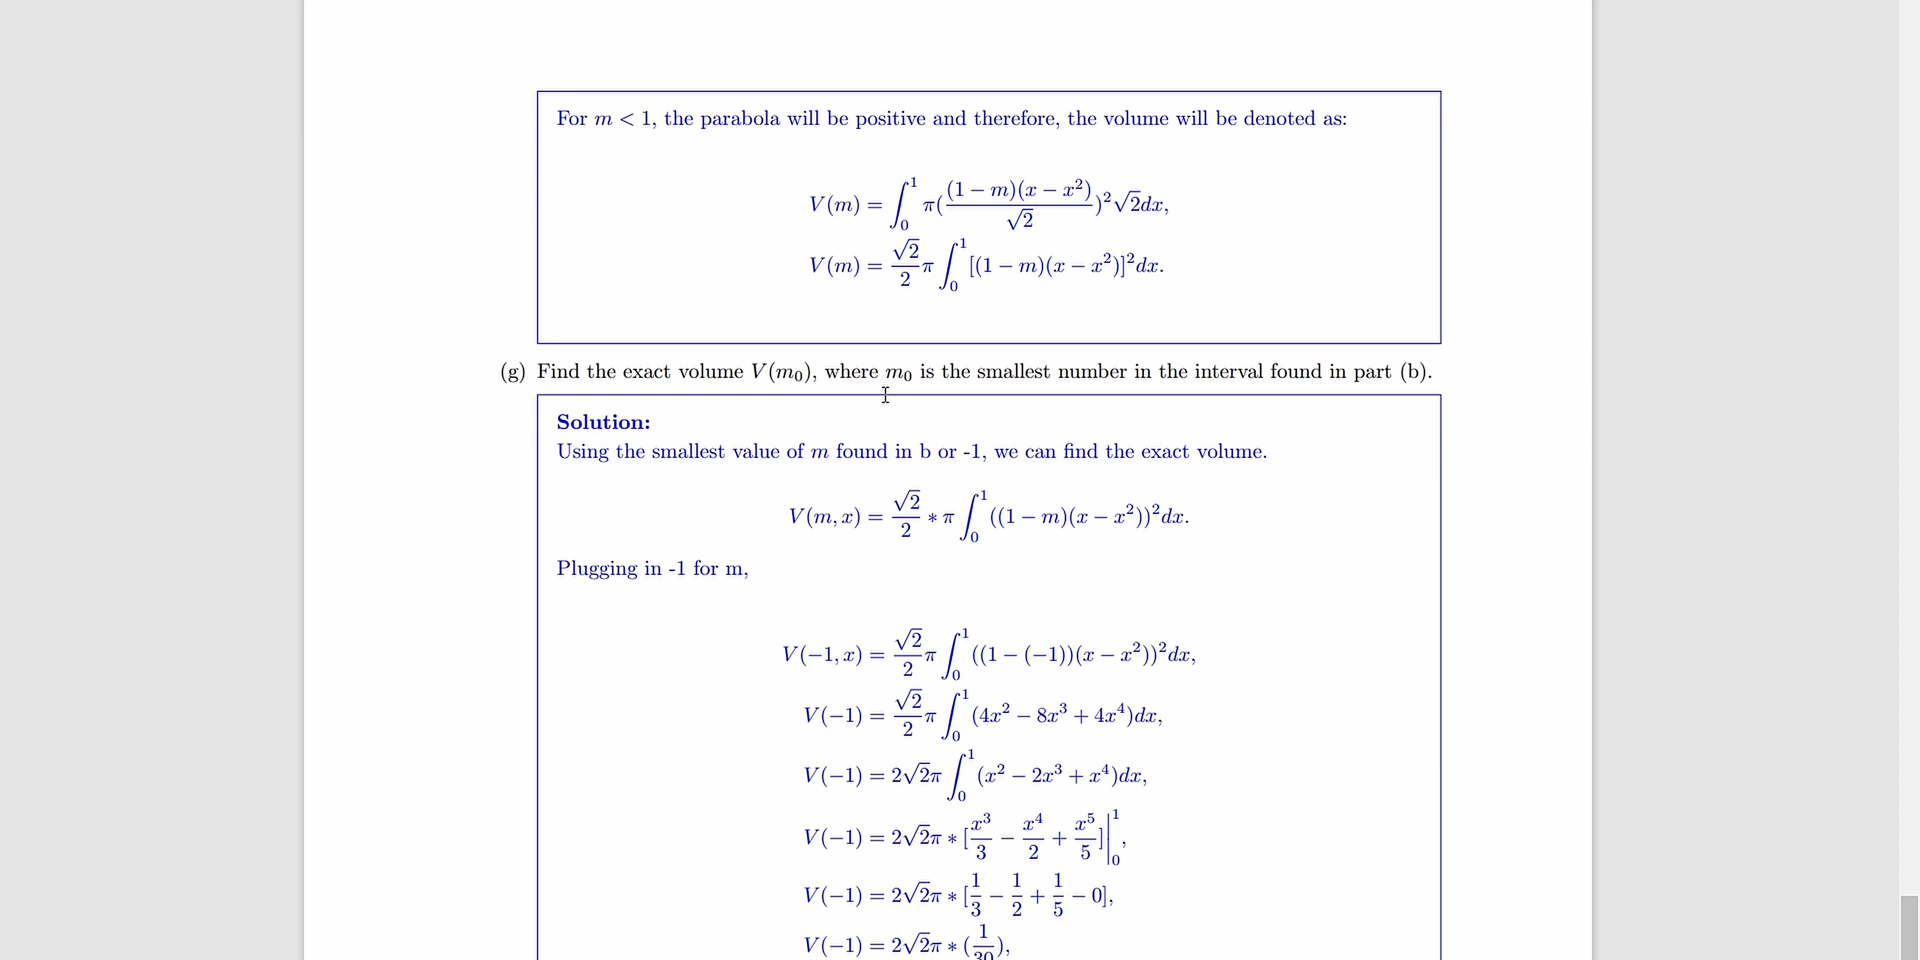 For m < 1, the parabola will be positive and therefore, the volume will be denoted as:
V(m) = ∫₀¹ π((1 − m)(x − x²)/√2)²√2dx,
V(m) = √2/2 π ∫₀¹ [(1 − m)(x − x²)]²dx.
(g) Find the exact volume V(m₀), where m₀ is the smallest number in the interval found in part (b).
Solution:
Using the smallest value of m found in b or -1, we can find the exact volume.
V(m, x) = √2/2 * π ∫₀¹ ((1 − m)(x − x²))²dx.
Plugging in -1 for m,
V(−1, x) = √2/2 π ∫₀¹ ((1 − (−1))(x − x²))²dx,
V(−1) = √2/2 π ∫₀¹ (4x² − 8x³ + 4x⁴)dx,
V(−1) = 2√2π ∫₀¹ (x² − 2x³ + x⁴)dx,
V(−1) = 2√2π * [x³/3 − x⁴/2 + x⁵/5]|₀¹,
V(−1) = 2√2π * [1/3 − 1/2 + 1/5 − 0],
V(−1) = 2√2π * (1/30),